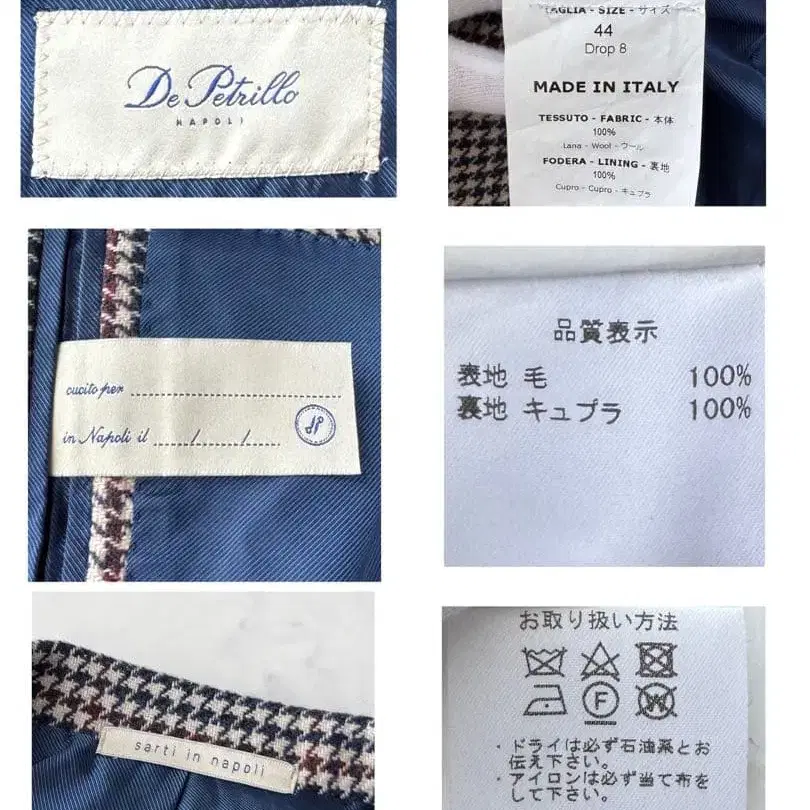 De Petrillo
NAPOLI
TAGLIA - SIZE - サイズ
44
Drop 8
MADE IN ITALY
TESSUTO - FABRIC - 本体
100%
Lana - Wool - ウール
FODERA - LINING - 裏地
100%
Cupro - Cupro - キュプラ
cucito per
in Napoli il ...../...../.....
品質表示
表地 毛 100%
裏地 キュプラ 100%
sarti in napoli
お取り扱い方法
F
W
・ドライは必ず石油系とお
伝え下さい。
・アイロンは必ず当て布を
して下さい。